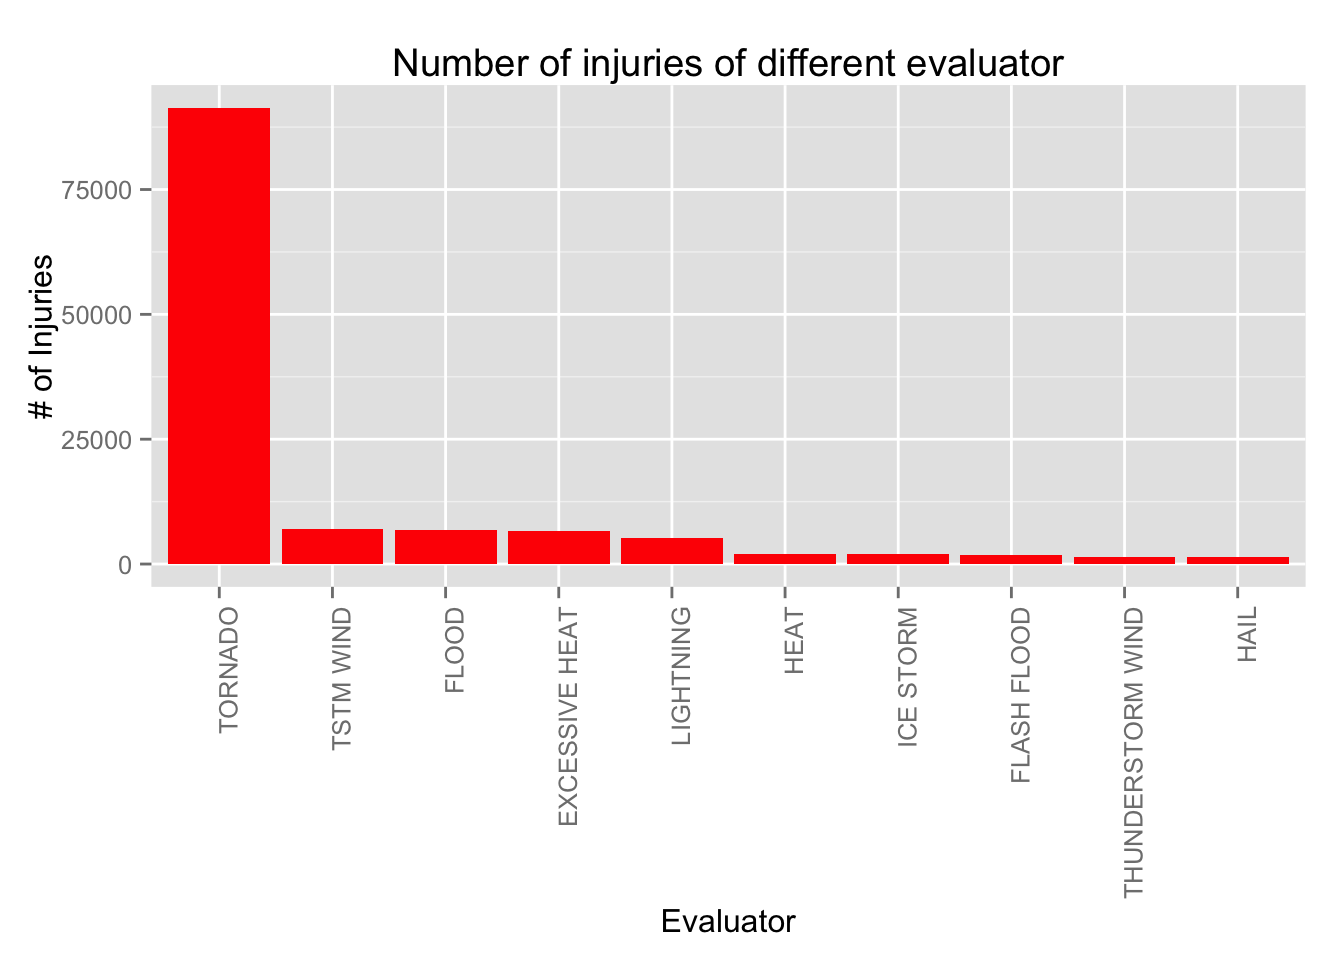 Number of injuries of different evaluator
# of Injuries
75000
50000
25000
0
TORNADO
TSTM WIND
FLOOD
EXCESSIVE HEAT
LIGHTNING
HEAT
ICE STORM
FLASH FLOOD
THUNDERSTORM WIND
HAIL
Evaluator